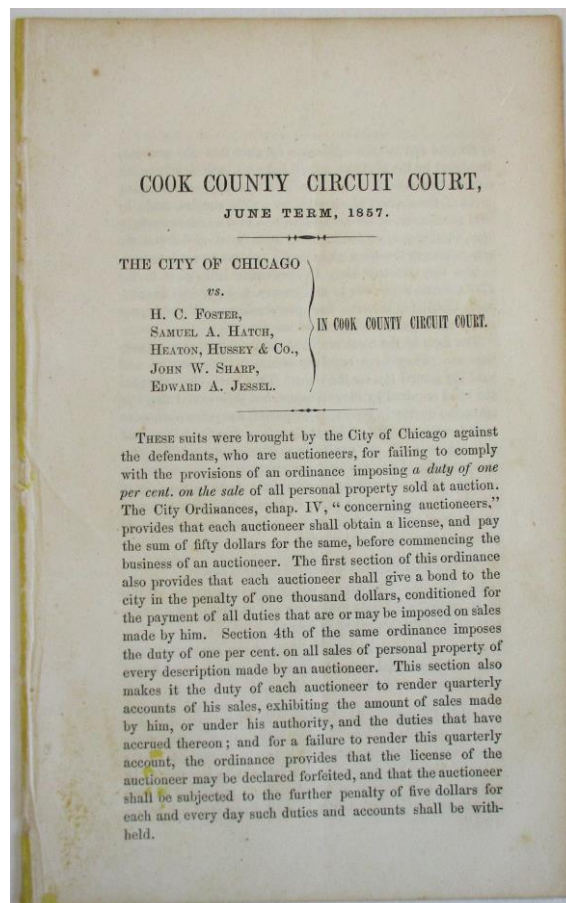 COOK COUNTY CIRCUIT COURT,
JUNE TERM, 1857.
THE CITY OF CHICAGO
vs.
H. C. FOSTER,
SAMUEL A. HATCH,
HEATON, HUSSEY & CO.,
JOHN W. SHARP,
EDWARD A. JESSEL.
IN COOK COUNTY CIRCUIT COURT.
THESE suits were brought by the City of Chicago against
the defendants, who are auctioneers, for failing to comply
with the provisions of an ordinance imposing a duty of one
per cent. on the sale of all personal property sold at auction.
The City Ordinances, chap. IV, “ concerning auctioneers,”
provides that each auctioneer shall obtain a license, and pay
the sum of fifty dollars for the same, before commencing the
business of an auctioneer. The first section of this ordinance
also provides that each auctioneer shall give a bond to the
city in the penalty of one thousand dollars, conditioned for
the payment of all duties that are or may be imposed on sales
made by him. Section 4th of the same ordinance imposes
the duty of one per cent. on all sales of personal property of
every description made by an auctioneer. This section also
makes it the duty of each auctioneer to render quarterly
accounts of his sales, exhibiting the amount of sales made
by him, or under his authority, and the duties that have
accrued thereon ; and for a failure to render this quarterly
account, the ordinance provides that the license of the
auctioneer may be declared forfeited, and that the auctioneer
shall be subjected to the further penalty of five dollars for
each and every day such duties and accounts shall be with-
held.